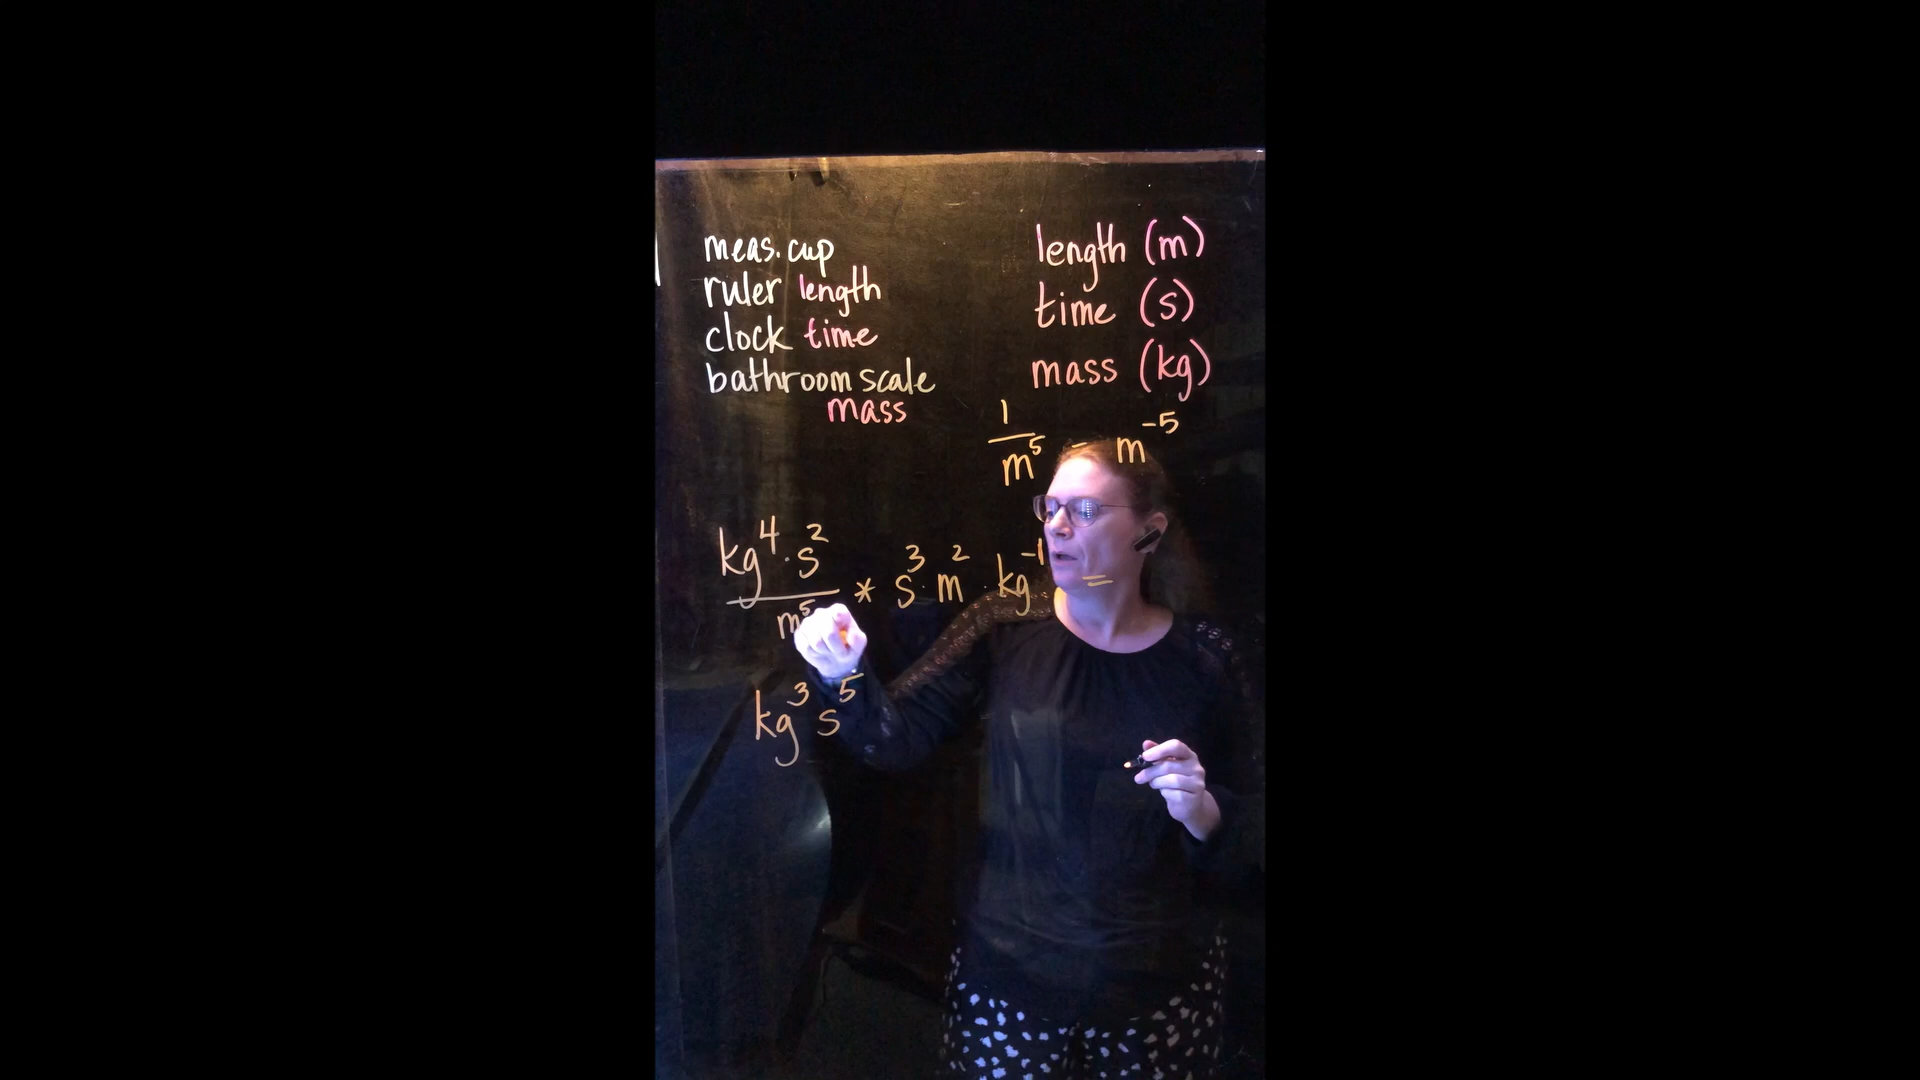 meas. cup
ruler length
clock time
bathroom scale
mass
length (m)
time (s)
mass (kg)
1/m⁵ = m⁻⁵
kg⁴·s²/m⁵ * s³·m²·kg⁻¹ =
kg³ s⁵